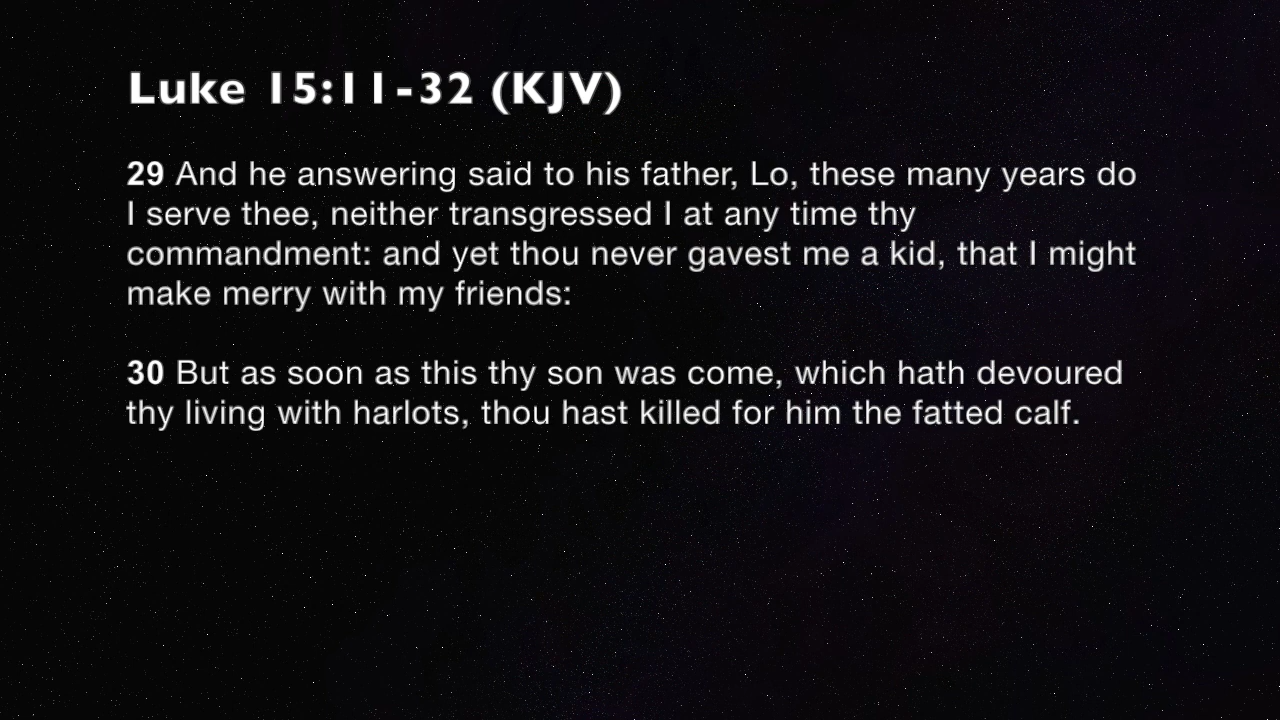 Luke 15:11-32 (KJV)
29 And he answering said to his father, Lo, these many years do
I serve thee, neither transgressed I at any time thy
commandment: and yet thou never gavest me a kid, that I might
make merry with my friends:
30 But as soon as this thy son was come, which hath devoured
thy living with harlots, thou hast killed for him the fatted calf.